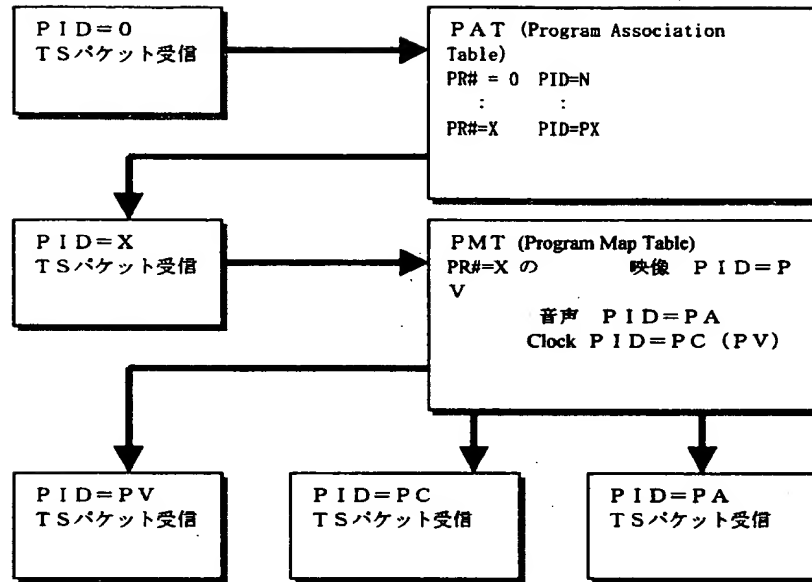 ＰＩＤ＝０
ＴＳパケット受信
ＰＡＴ (Program Association
Table)
PR# = 0　PID=N
:　　:
PR#=X　PID=PX
ＰＩＤ＝Ｘ
ＴＳパケット受信
PMT (Program Map Table)
PR#=X の　　映像　ＰＩＤ＝Ｐ
Ｖ
音声　ＰＩＤ＝ＰＡ
Clock ＰＩＤ＝ＰＣ（ＰＶ）
ＰＩＤ＝ＰＶ
ＴＳパケット受信
ＰＩＤ＝ＰＣ
ＴＳパケット受信
ＰＩＤ＝ＰＡ
ＴＳパケット受信